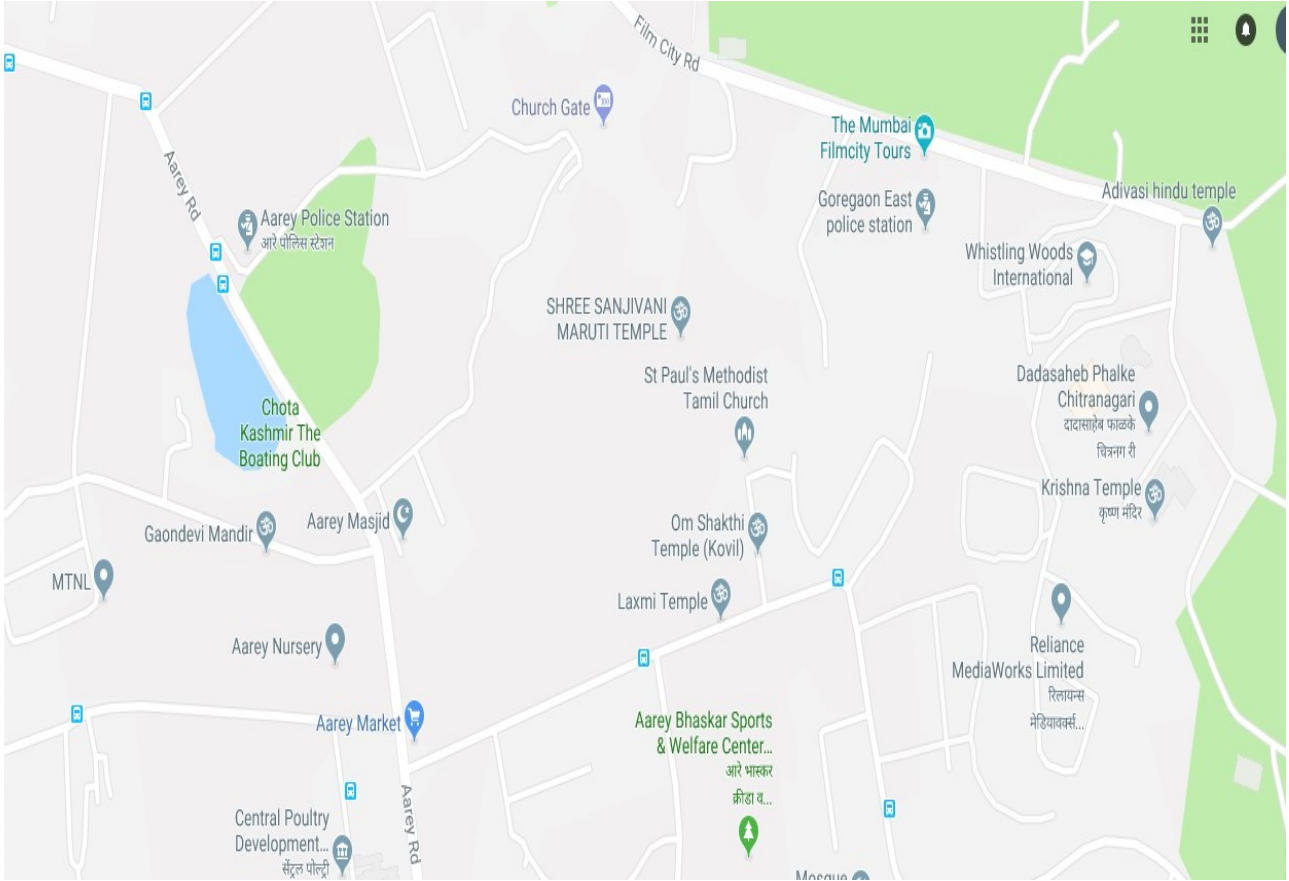 Film City Rd
Church Gate
The Mumbai
Filmcity Tours
Aarey Rd
Adivasi hindu temple
Aarey Police Station
आरे पोलिस स्टेशन
Goregaon East
police station
Whistling Woods
International
SHREE SANJIVANI
MARUTI TEMPLE
St Paul's Methodist
Tamil Church
Dadasaheb Phalke
Chitranagari
दादासाहेब फाळके
चित्रनग री
Chota
Kashmir The
Boating Club
Krishna Temple
कृष्ण मंदिर
Gaondevi Mandir
Aarey Masjid
Om Shakthi
Temple (Kovil)
MTNL
Laxmi Temple
Aarey Nursery
Reliance
MediaWorks Limited
रिलायन्स
मेडियावर्क्स...
Aarey Market
Aarey Bhaskar Sports
& Welfare Center...
आरे भास्कर
क्रीडा व...
Aarey Rd
Central Poultry
Development...
सेंट्रल पोल्ट्री
Mosque